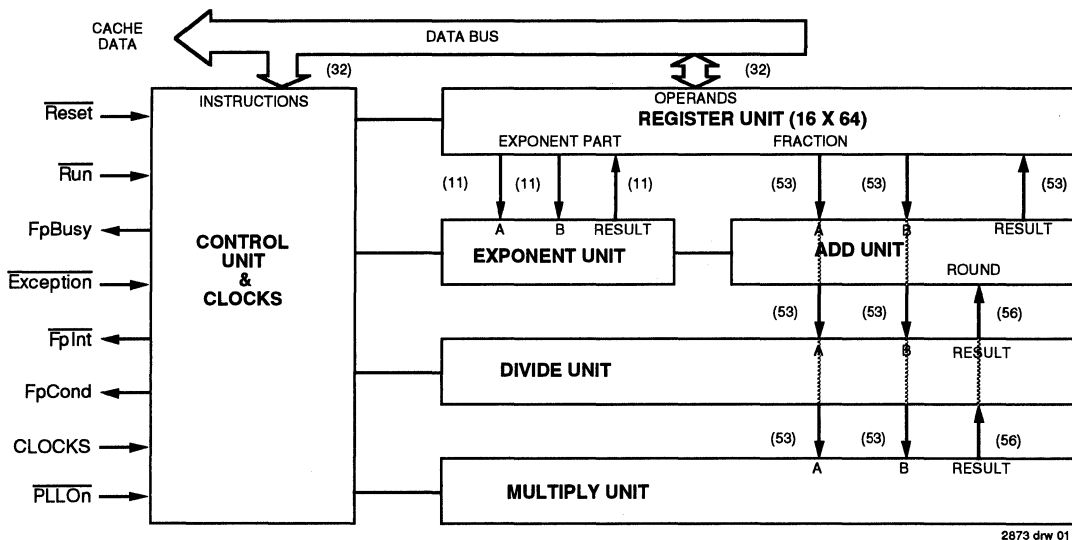 CACHE
DATA
DATA BUS
(32)
(32)
INSTRUCTIONS
OPERANDS
REGISTER UNIT (16 X 64)
EXPONENT PART
FRACTION
Reset
Run
FpBusy
Exception
FpInt
FpCond
CLOCKS
PLLOn
CONTROL
UNIT
&
CLOCKS
(11)
(11)
(11)
(53)
(53)
(53)
A
B
RESULT
EXPONENT UNIT
A
B
RESULT
ADD UNIT
ROUND
(53)
(53)
(56)
A
B
RESULT
DIVIDE UNIT
(53)
(53)
(56)
A
B
RESULT
MULTIPLY UNIT
2873 drw 01